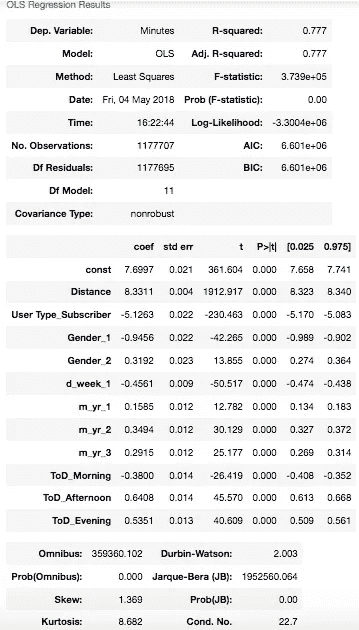 OLS Regression Results
Dep. Variable: Minutes R-squared: 0.777
Model: OLS Adj. R-squared: 0.777
Method: Least Squares F-statistic: 3.739e+05
Date: Fri, 04 May 2018 Prob (F-statistic): 0.00
Time: 16:22:44 Log-Likelihood: -3.3004e+06
No. Observations: 1177707 AIC: 6.601e+06
Df Residuals: 1177695 BIC: 6.601e+06
Df Model: 11
Covariance Type: nonrobust
coef std err t P>|t| [0.025 0.975]
const 7.6997 0.021 361.604 0.000 7.658 7.741
Distance 8.3311 0.004 1912.917 0.000 8.323 8.340
User Type_Subscriber -5.1263 0.022 -230.463 0.000 -5.170 -5.083
Gender_1 -0.9456 0.022 -42.265 0.000 -0.989 -0.902
Gender_2 0.3192 0.023 13.855 0.000 0.274 0.364
d_week_1 -0.4561 0.009 -50.517 0.000 -0.474 -0.438
m_yr_1 0.1585 0.012 12.782 0.000 0.134 0.183
m_yr_2 0.3494 0.012 30.129 0.000 0.327 0.372
m_yr_3 0.2915 0.012 25.177 0.000 0.269 0.314
ToD_Morning -0.3800 0.014 -26.419 0.000 -0.408 -0.352
ToD_Afternoon 0.6408 0.014 45.570 0.000 0.613 0.668
ToD_Evening 0.5351 0.013 40.609 0.000 0.509 0.561
Omnibus: 359360.102 Durbin-Watson: 2.003
Prob(Omnibus): 0.000 Jarque-Bera (JB): 1952560.064
Skew: 1.369 Prob(JB): 0.00
Kurtosis: 8.682 Cond. No. 22.7